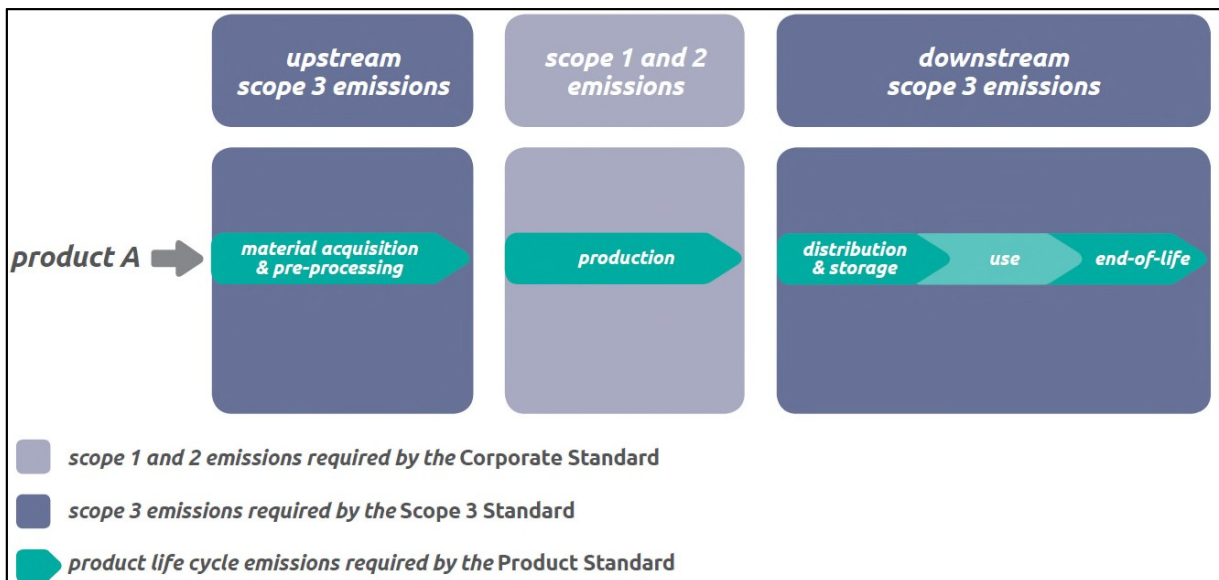 upstream
scope 3 emissions
scope 1 and 2
emissions
downstream
scope 3 emissions
product A
material acquisition
& pre-processing
production
distribution
& storage
use
end-of-life
scope 1 and 2 emissions required by the Corporate Standard
scope 3 emissions required by the Scope 3 Standard
product life cycle emissions required by the Product Standard